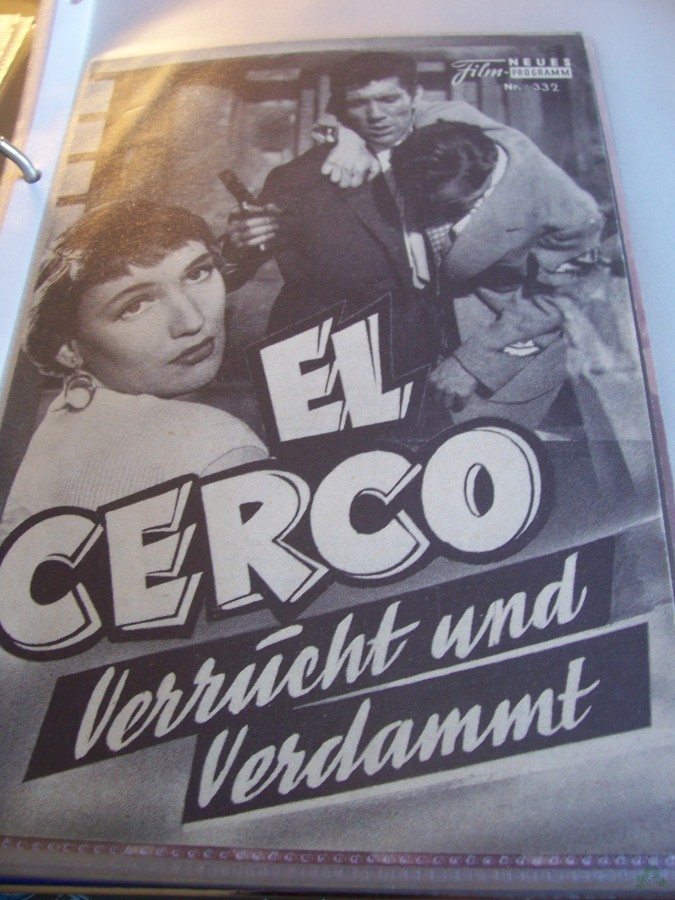 NEUES
Film-PROGRAMM
Nr. 332
EL
CERCO
Verrucht und
Verdammt